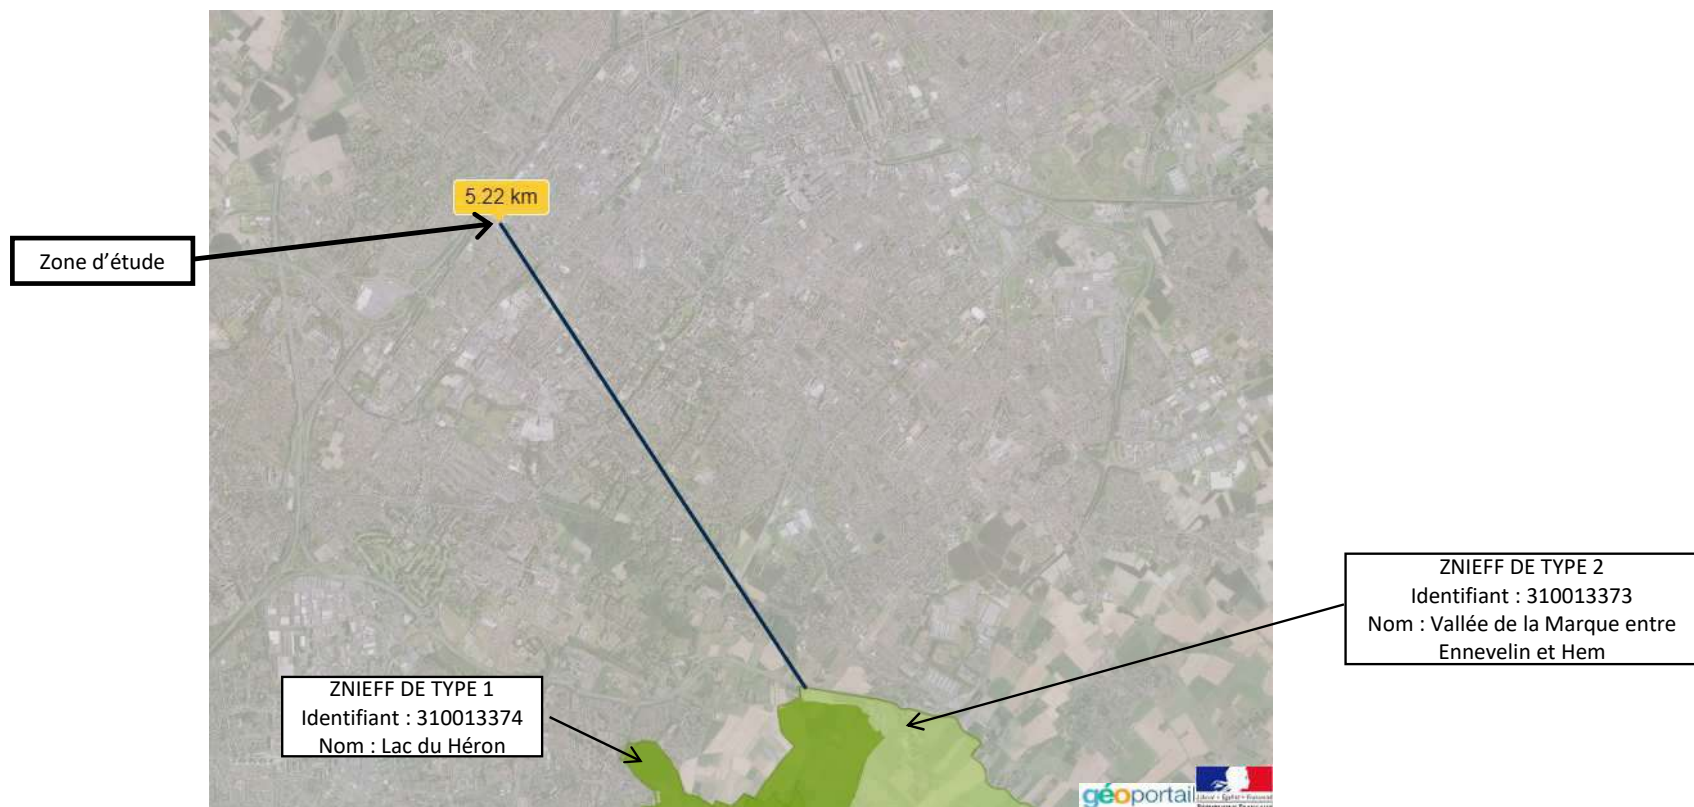 5.22 km
Zone d'étude
ZNIEFF DE TYPE 2
Identifiant : 310013373
Nom : Vallée de la Marque entre
Ennevelin et Hem
ZNIEFF DE TYPE 1
Identifiant : 310013374
Nom : Lac du Héron
géoportail